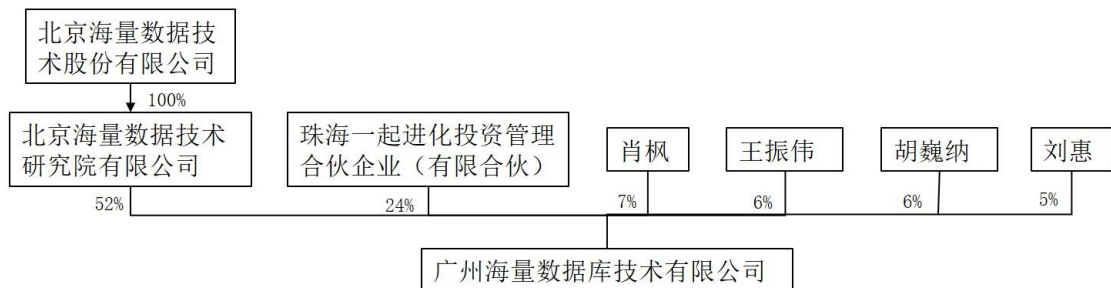 北京海量数据技
术股份有限公司
100%
北京海量数据技术
研究院有限公司
珠海一起进化投资管理
合伙企业（有限合伙）
肖枫
王振伟
胡巍纳
刘惠
52%
24%
7%
6%
6%
5%
广州海量数据库技术有限公司